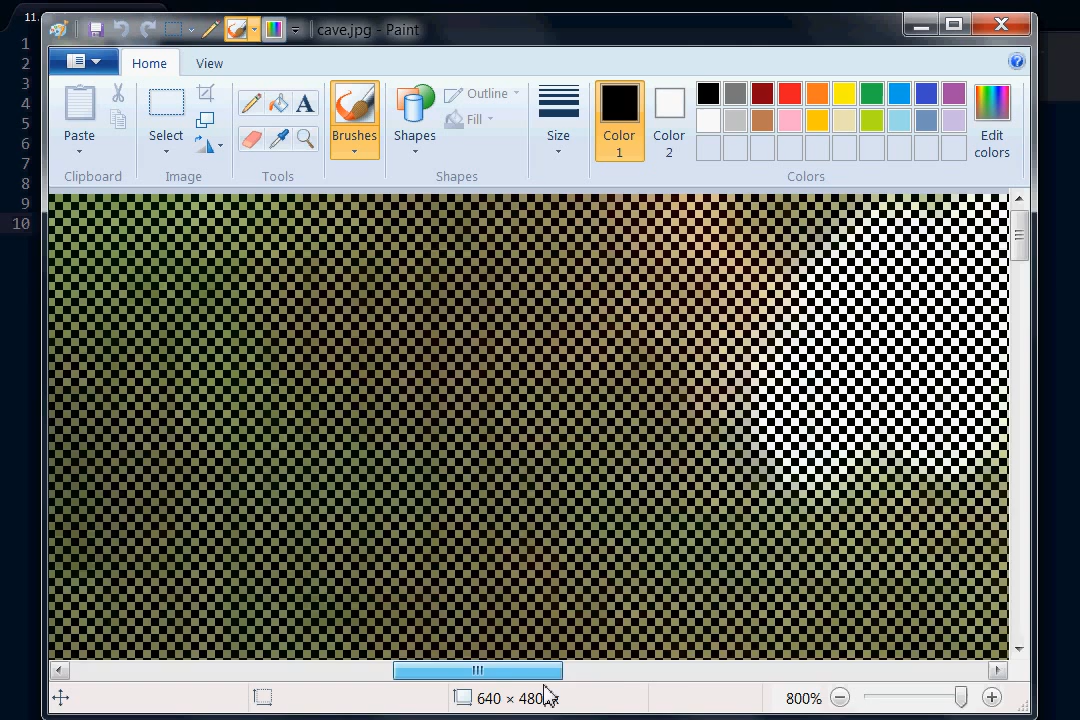 11.
cave.jpg - Paint
Home
View
1
2
3
4
5
6
7
8
9
10
Paste
Select
Brushes
Shapes
Outline
Fill
Size
Color
1
Color
2
Edit
colors
Clipboard
Image
Tools
Shapes
Colors
640 × 480
800%